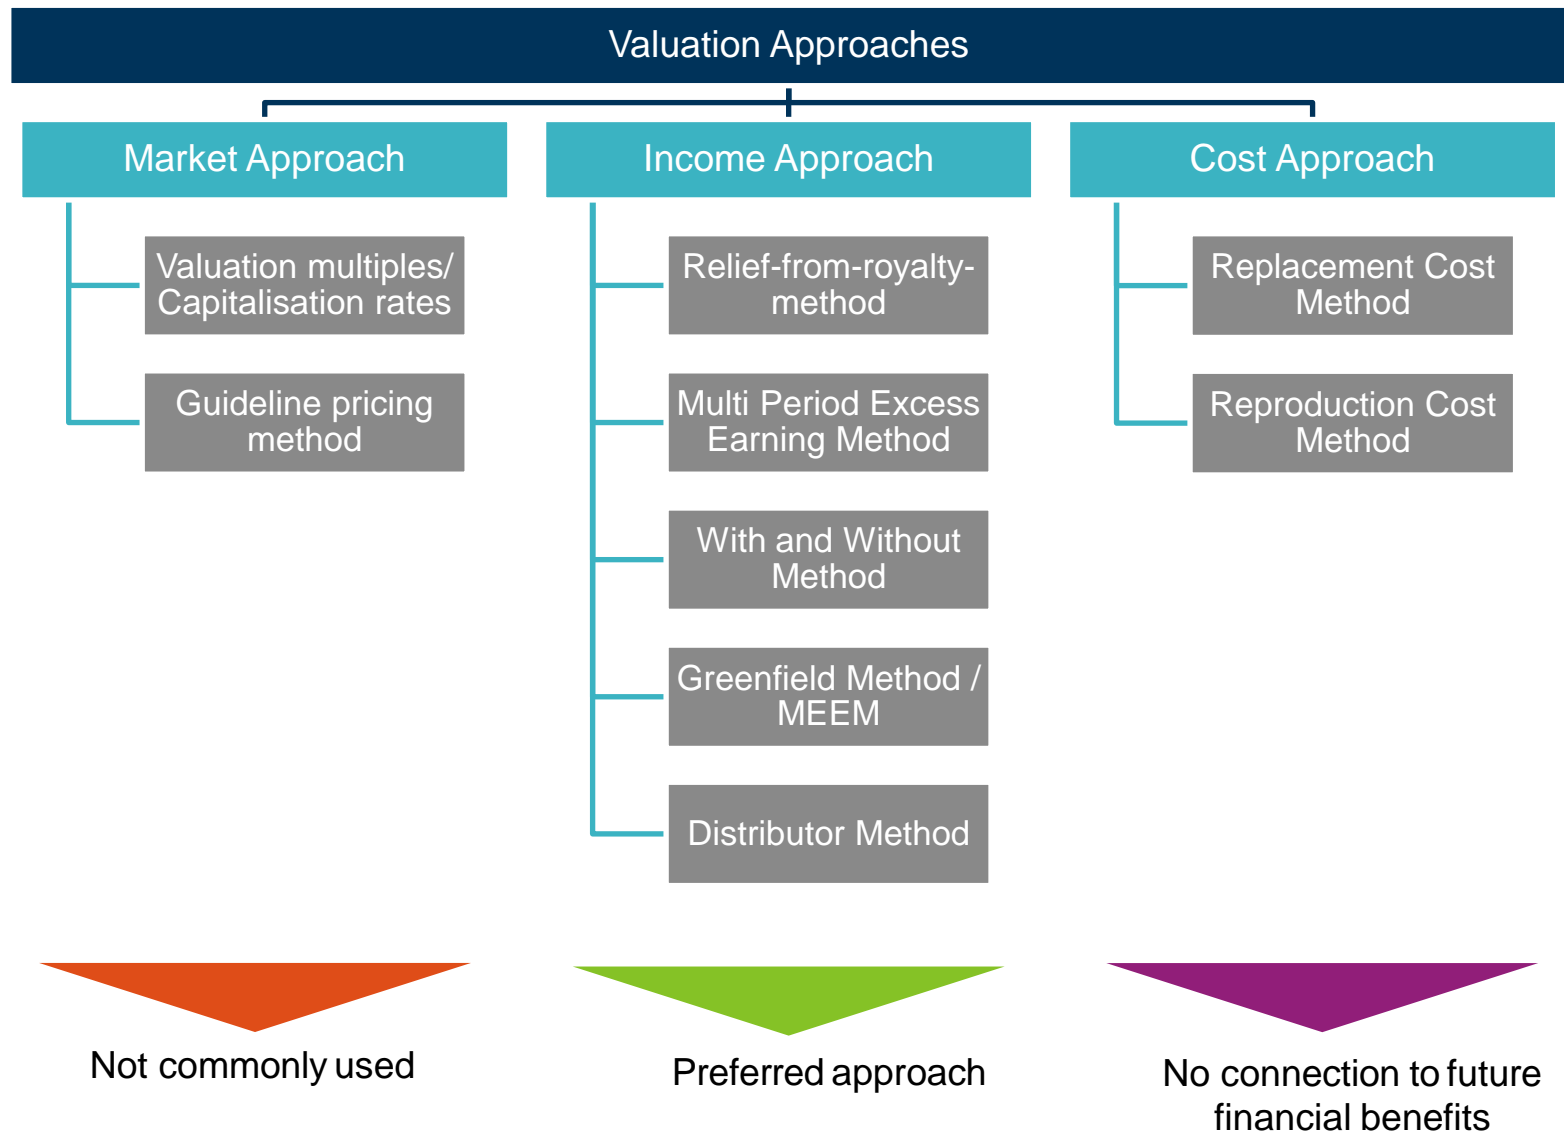 Valuation Approaches
Market Approach
Valuation multiples/
Capitalisation rates
Guideline pricing
method
Not commonly used
Income Approach
Relief-from-royalty-
method
Multi Period Excess
Earning Method
With and Without
Method
Greenfield Method /
MEEM
Distributor Method
Preferred approach
Cost Approach
Replacement Cost
Method
Reproduction Cost
Method
No connection to future
financial benefits